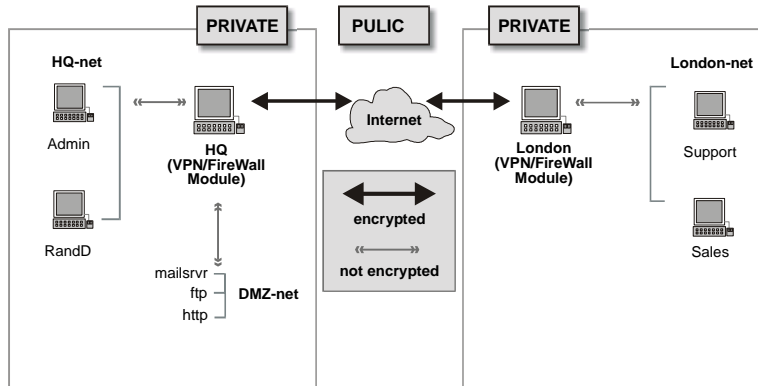 PRIVATE
PULIC
PRIVATE
HQ-net
London-net
Admin
HQ
(VPN/FireWall
Module)
Internet
London
(VPN/FireWall
Module)
Support
RandD
encrypted
not encrypted
Sales
mailsrvr
ftp
http
DMZ-net